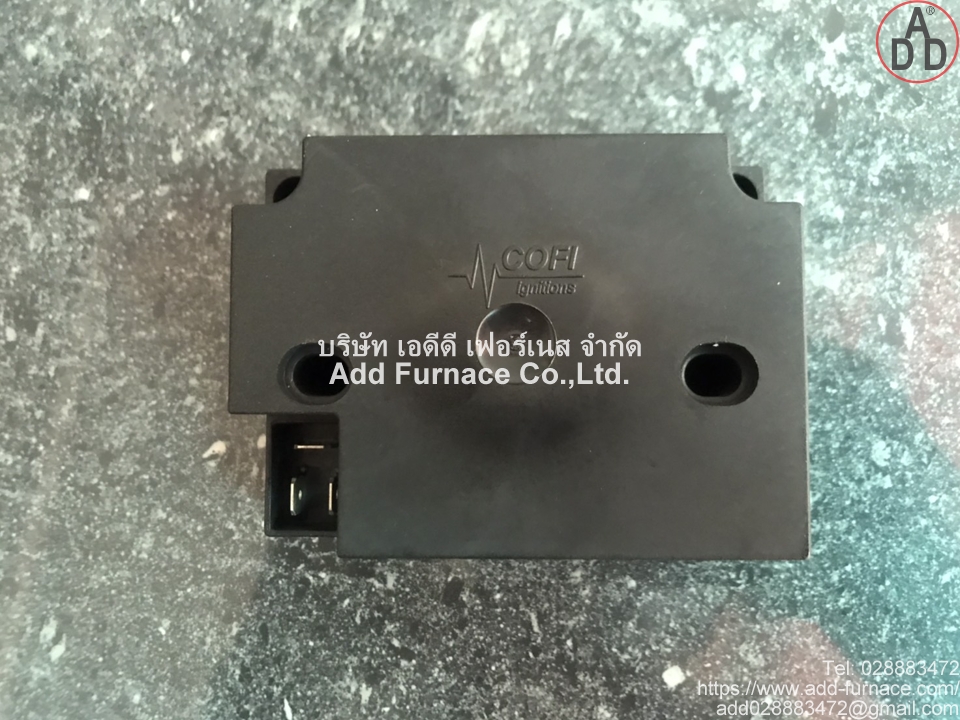 ADD®
COFI
Ignitions
บริษัท เอดีดี เฟอร์เนส จำกัด
Add Furnace Co.,Ltd.
Tel: 028883472
https://www.add-furnace.com/
add028883472@gmail.com